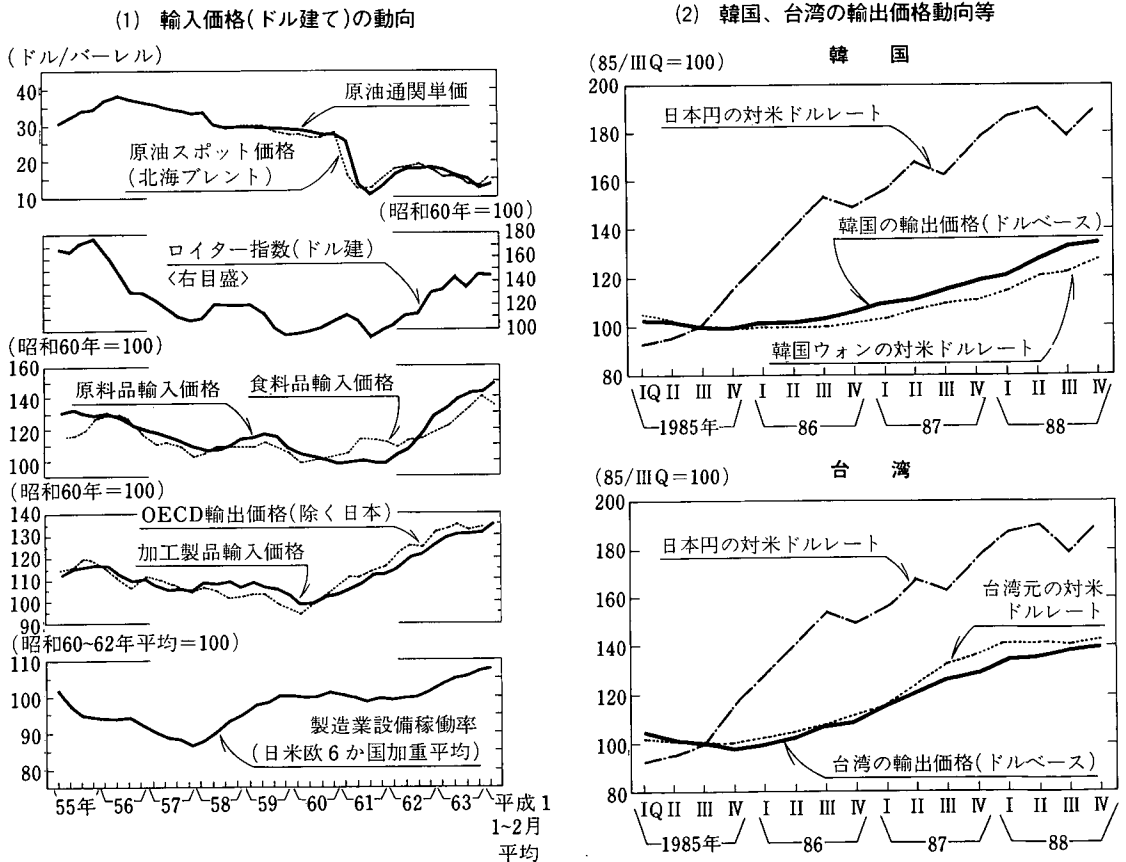 (1) 輸入価格(ドル建て)の動向
(ドル/バーレル)
40
30
20
10
原油通関単価
原油スポット価格
(北海ブレント)
(昭和60年＝100)
180
160
140
120
100
ロイター指数(ドル建)
〈右目盛〉
(昭和60年＝100)
160
140
120
100
原料品輸入価格
食料品輸入価格
(昭和60年＝100)
140
130
120
110
100
90
OECD輸出価格(除く日本)
加工製品輸入価格
(昭和60~62年平均＝100)
110
100
90
80
製造業設備稼働率
(日米欧6か国加重平均)
55年 56 57 58 59 60 61 62 63 平成1
1~2月
平均
(2) 韓国、台湾の輸出価格動向等
韓 国
(85/ⅢQ＝100)
200
180
160
140
120
100
80
日本円の対米ドルレート
韓国の輸出価格(ドルベース)
韓国ウォンの対米ドルレート
ⅠQ Ⅱ Ⅲ Ⅳ Ⅰ Ⅱ Ⅲ Ⅳ Ⅰ Ⅱ Ⅲ Ⅳ Ⅰ Ⅱ Ⅲ Ⅳ
1985年 86 87 88
台 湾
(85/ⅢQ＝100)
200
180
160
140
120
100
80
日本円の対米ドルレート
台湾元の対米
ドルレート
台湾の輸出価格(ドルベース)
ⅠQ Ⅱ Ⅲ Ⅳ Ⅰ Ⅱ Ⅲ Ⅳ Ⅰ Ⅱ Ⅲ Ⅳ Ⅰ Ⅱ Ⅲ Ⅳ
1985年 86 87 88